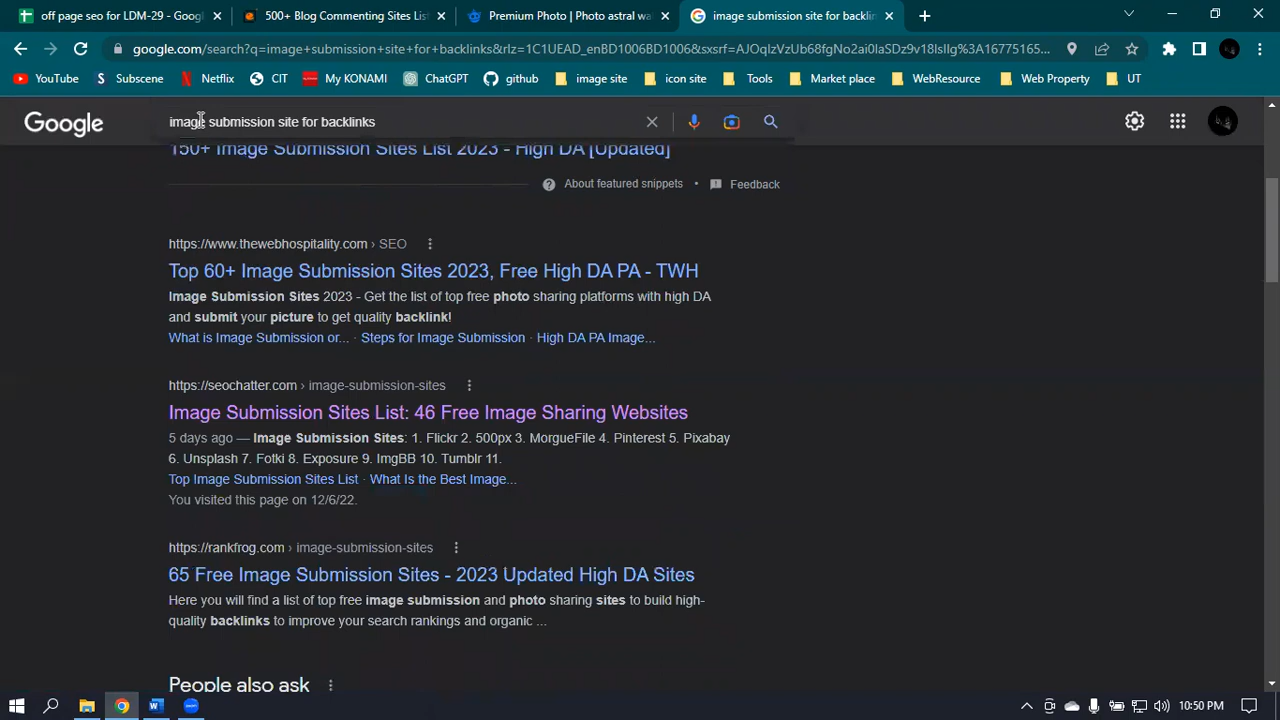 off page seo for LDM-29 - Google
500+ Blog Commenting Sites List
Premium Photo | Photo astral wa
image submission site for backlin
google.com/search?q=image+submission+site+for+backlinks&rlz=1C1UEAD_enBD1006BD1006&sxsrf=AJOqlzVzUb68fgNo2ai0laSDz9v18lsIlg%3A16775165...
YouTube
Subscene
Netflix
CIT
My KONAMI
ChatGPT
github
image site
icon site
Tools
Market place
WebResource
Web Property
UT
Google
image submission site for backlinks
150+ Image Submission Sites List 2023 - High DA [Updated]
About featured snippets • Feedback
https://www.thewebhospitality.com › SEO
Top 60+ Image Submission Sites 2023, Free High DA PA - TWH
Image Submission Sites 2023 - Get the list of top free photo sharing platforms with high DA
and submit your picture to get quality backlink!
What is Image Submission or... · Steps for Image Submission · High DA PA Image...
https://seochatter.com › image-submission-sites
Image Submission Sites List: 46 Free Image Sharing Websites
5 days ago — Image Submission Sites: 1. Flickr 2. 500px 3. MorgueFile 4. Pinterest 5. Pixabay
6. Unsplash 7. Fotki 8. Exposure 9. ImgBB 10. Tumblr 11.
Top Image Submission Sites List · What Is the Best Image...
You visited this page on 12/6/22.
https://rankfrog.com › image-submission-sites
65 Free Image Submission Sites - 2023 Updated High DA Sites
Here you will find a list of top free image submission and photo sharing sites to build high-
quality backlinks to improve your search rankings and organic ...
People also ask
10:50 PM